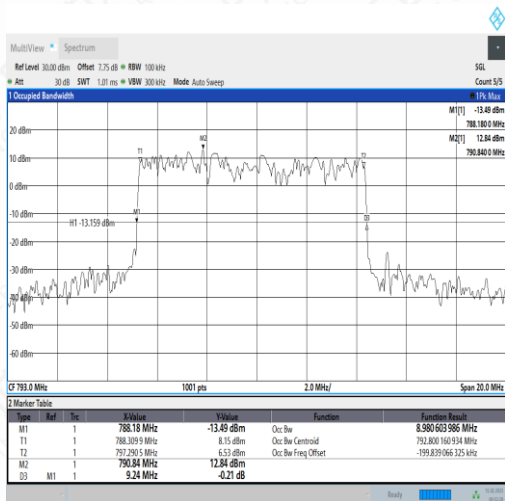 MultiView Spectrum
Ref Level 30.00 dBm Offset 7.75 dB RBW 100 kHz SGL
Att 30 dB SWT 1.01 ms VBW 300 kHz Mode Auto Sweep Count 5/5
1 Occupied Bandwidth 1Pk Max
M1[1] -13.49 dBm
788.180 0 MHz
M2[1] 12.84 dBm
790.840 0 MHz
20 dBm
M2
T1
10 dBm
0 dBm
-10 dBm
M1
D3
H1 -13.159 dBm
-20 dBm
-30 dBm
-40 dBm
-50 dBm
-60 dBm
CF 793.0 MHz 1001 pts 2.0 MHz/ Span 20.0 MHz
2 Marker Table
Type Ref Trc X-Value Y-Value Function Function Result
M1 1 788.18 MHz -13.49 dBm Occ Bw 8.980 603 986 MHz
T1 1 788.309 9 MHz 8.15 dBm Occ Bw Centroid 792.800 160 934 MHz
T2 1 797.290 5 MHz 6.53 dBm Occ Bw Freq Offset -199.839 066 325 kHz
M2 1 790.84 MHz 12.84 dBm
D3 M1 1 9.24 MHz -0.21 dB
Ready